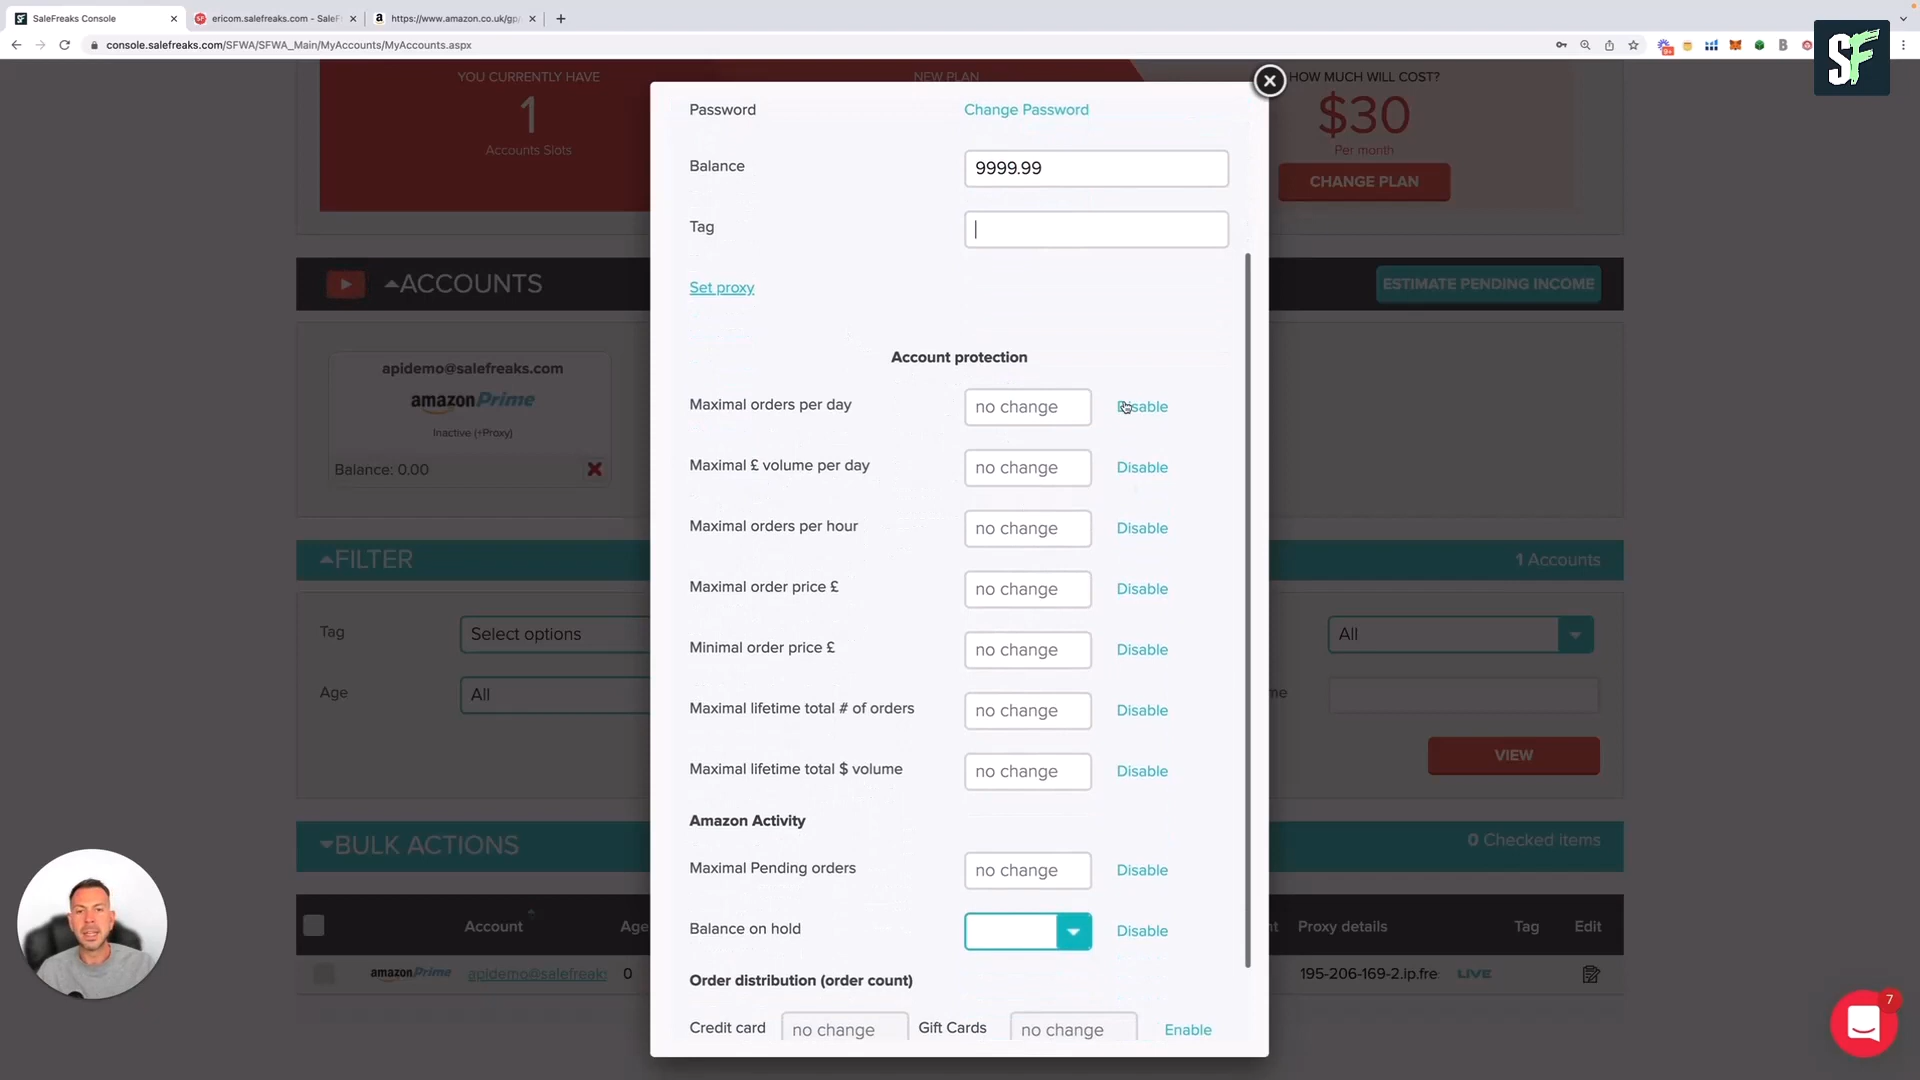 SaleFreaks Console
ericom.salefreaks.com - SaleF
https://www.amazon.co.uk/gp/
console.salefreaks.com/SFWA/SFWA_Main/MyAccounts/MyAccounts.aspx
SF
YOU CURRENTLY HAVE
1
Accounts Slots
NEW PLAN
HOW MUCH WILL COST?
$30
Per month
CHANGE PLAN
Password Change Password
Balance 9999.99
Tag
Set proxy
ACCOUNTS
ESTIMATE PENDING INCOME
apidemo@salefreaks.com
amazonPrime
Inactive (+Proxy)
Balance: 0.00
Account protection
Maximal orders per day no change Disable
Maximal £ volume per day no change Disable
Maximal orders per hour no change Disable
Maximal order price £ no change Disable
Minimal order price £ no change Disable
Maximal lifetime total # of orders no change Disable
Maximal lifetime total $ volume no change Disable
Amazon Activity
Maximal Pending orders no change Disable
Balance on hold Disable
Order distribution (order count)
Credit card no change Gift Cards no change Enable
FILTER
1 Accounts
Tag Select options
All
Age All
VIEW
BULK ACTIONS
0 Checked items
Account Age Proxy details Tag Edit
amazonPrime apidemo@salefreaks 0 195-206-169-2.ip.fre LIVE
7